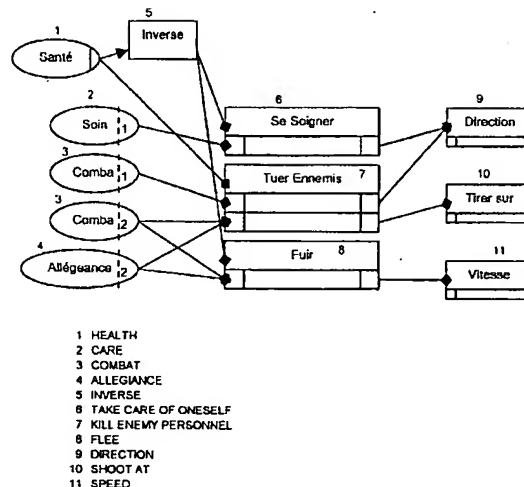 5
Inverse
1
Santé
2
Soin 1
3
Comba 1
3
Comba 2
4
Allégeance 2
6
Se Soigner
Tuer Ennemis 7
Fuir 8
9
Direction
10
Tirer sur
11
Vitesse
1 HEALTH
2 CARE
3 COMBAT
4 ALLEGIANCE
5 INVERSE
6 TAKE CARE OF ONESELF
7 KILL ENEMY PERSONNEL
8 FLEE
9 DIRECTION
10 SHOOT AT
11 SPEED